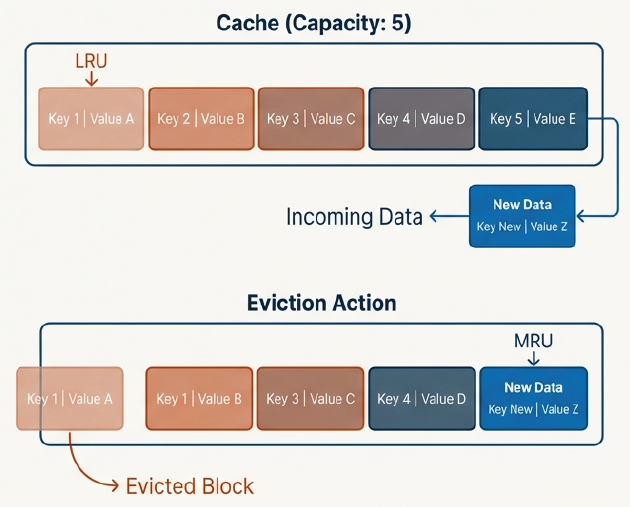 Cache (Capacity: 5)
LRU
Key 1 | Value A
Key 2 | Value B
Key 3 | Value C
Key 4 | Value D
Key 5 | Value E
New Data
Key New | Value Z
Incoming Data
Eviction Action
MRU
Key 1 | Value A
Key 1 | Value B
Key 3 | Value C
Key 4 | Value D
New Data
Key New | Value Z
Evicted Block